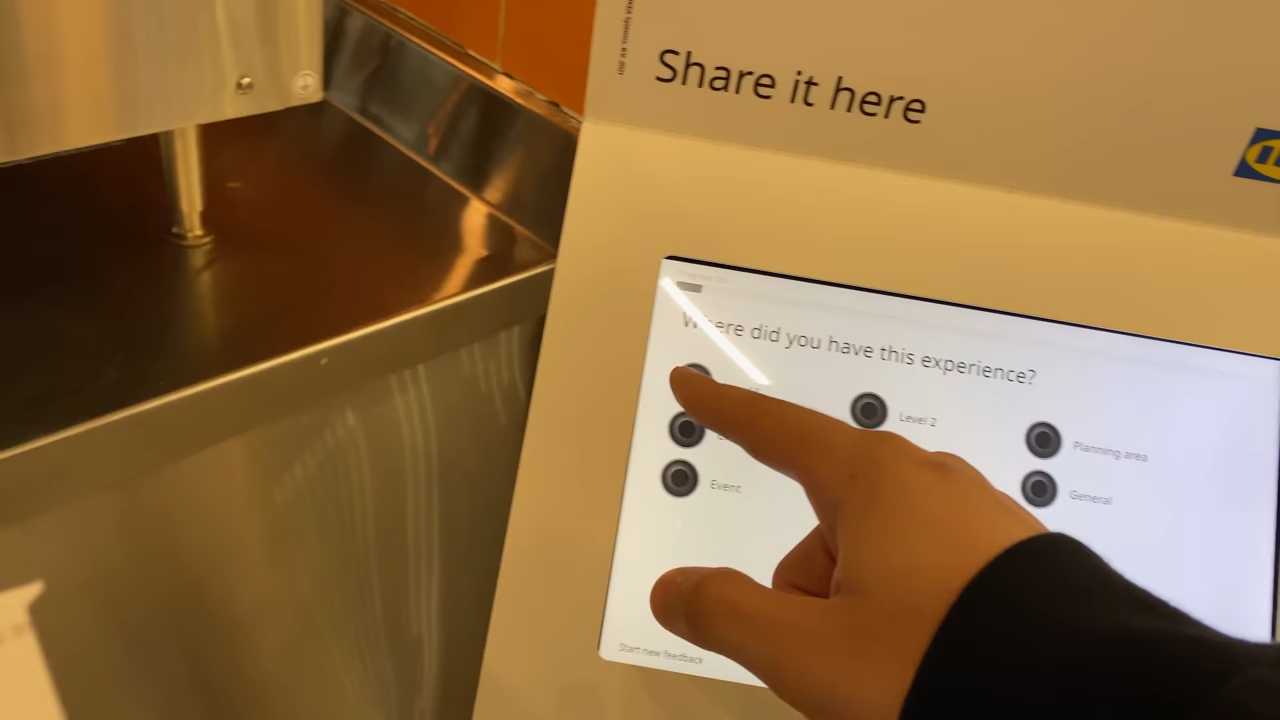 Share it here
Where did you have this experience?
Level 2
Planning area
Event
General
Start new feedback